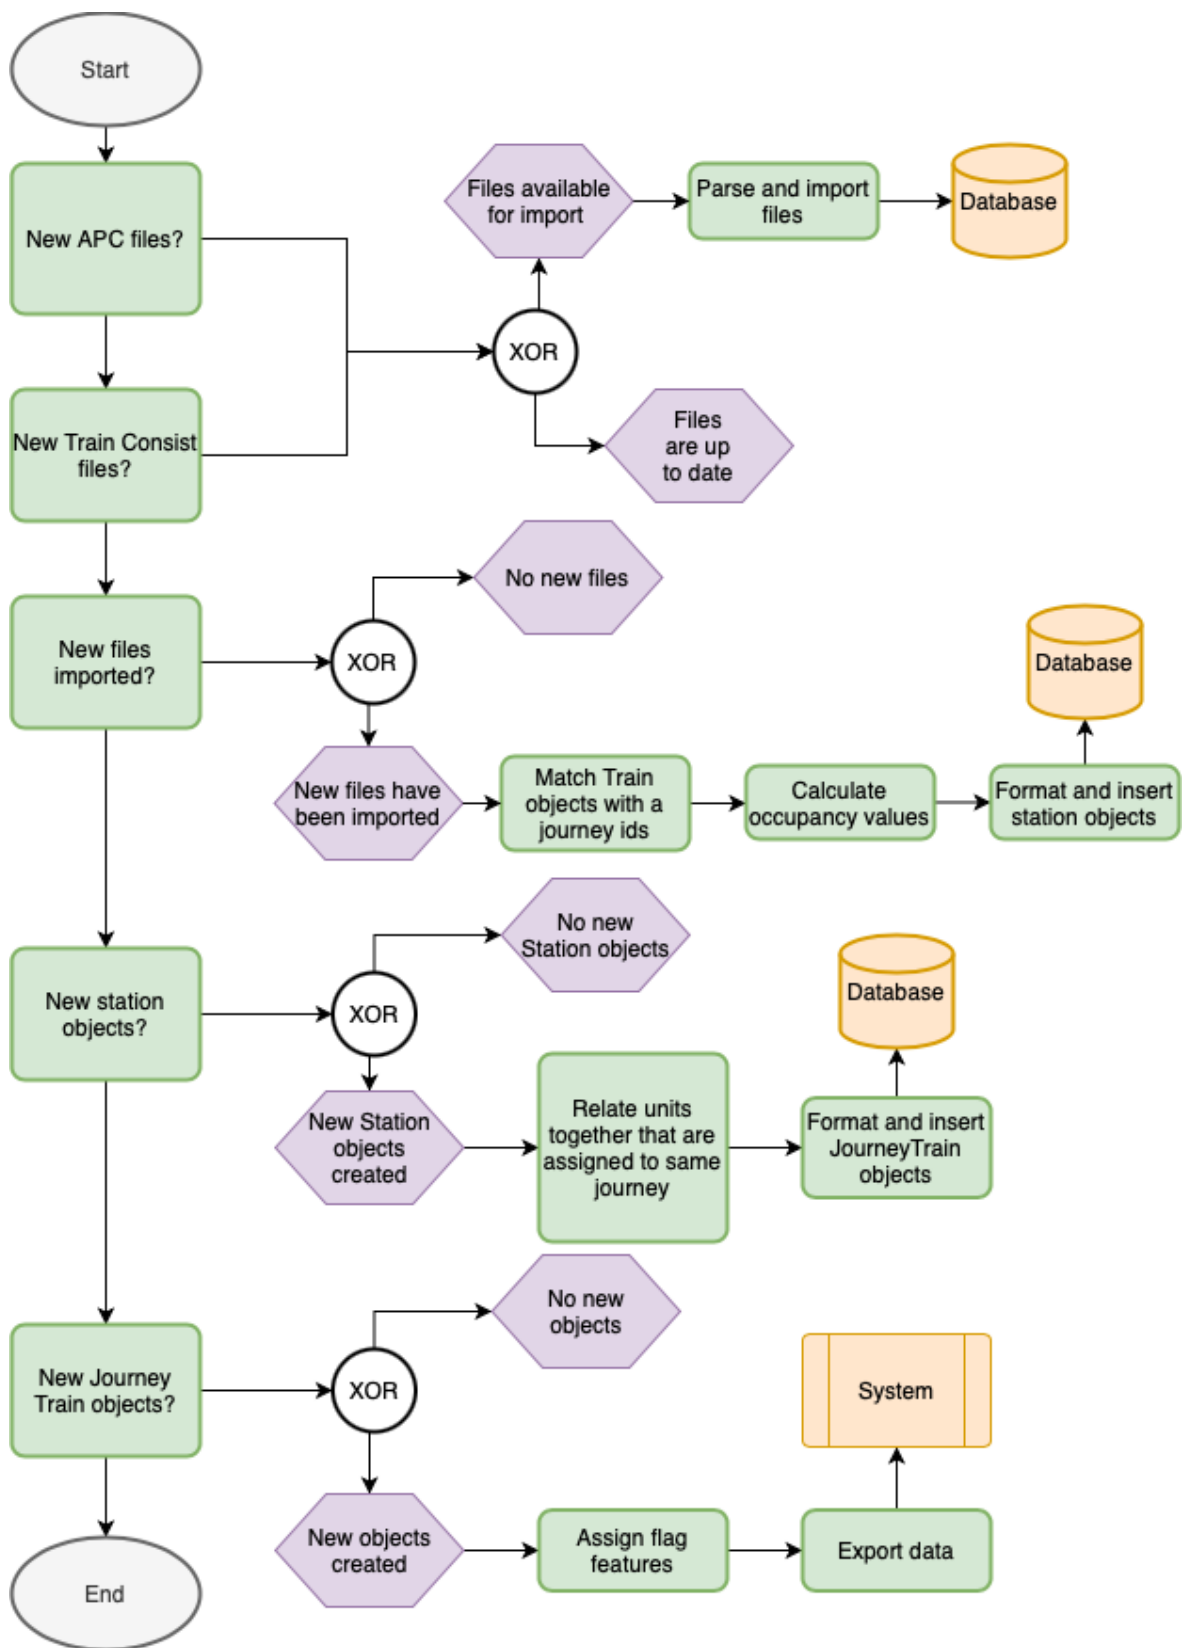 Start
New APC files?
Files available
for import
Parse and import
files
Database
XOR
New Train Consist
files?
Files
are up
to date
No new files
New files
imported?
XOR
Database
New files have
been imported
Match Train
objects with a
journey ids
Calculate
occupancy values
Format and insert
station objects
No new
Station objects
New station
objects?
XOR
Database
New Station
objects
created
Relate units
together that are
assigned to same
journey
Format and insert
JourneyTrain
objects
No new
objects
New Journey
Train objects?
XOR
System
New objects
created
Assign flag
features
Export data
End